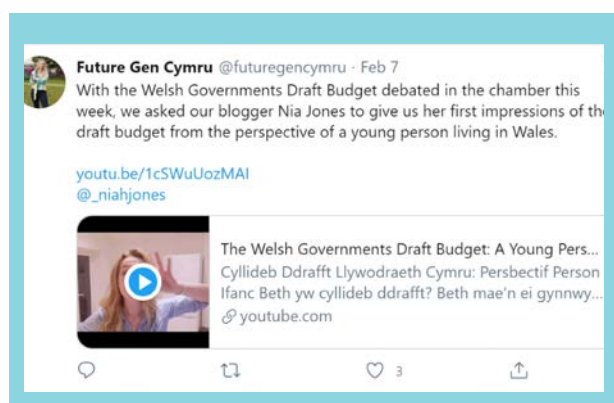 Future Gen Cymru @futuregencymru · Feb 7
With the Welsh Governments Draft Budget debated in the chamber this
week, we asked our blogger Nia Jones to give us her first impressions of th
draft budget from the perspective of a young person living in Wales.
youtu.be/1cSWuUozMAI
@_niahjones
The Welsh Governments Draft Budget: A Young Pers...
Cyllideb Ddrafft Llywodraeth Cymru: Persbectif Person
Ifanc Beth yw cyllideb ddrafft? Beth mae'n ei gynnwy...
youtube.com
3